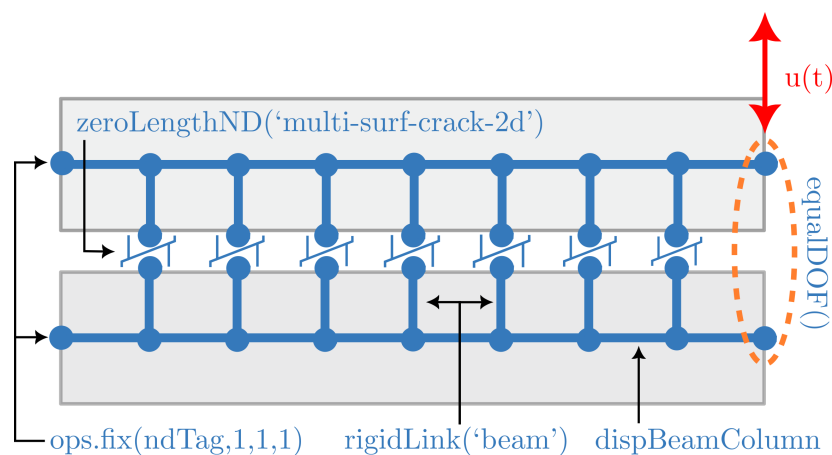 u(t)
zeroLengthND(‘multi-surf-crack-2d’)
equalDOF()
ops.fix(ndTag,1,1,1)
rigidLink(‘beam’)
dispBeamColumn